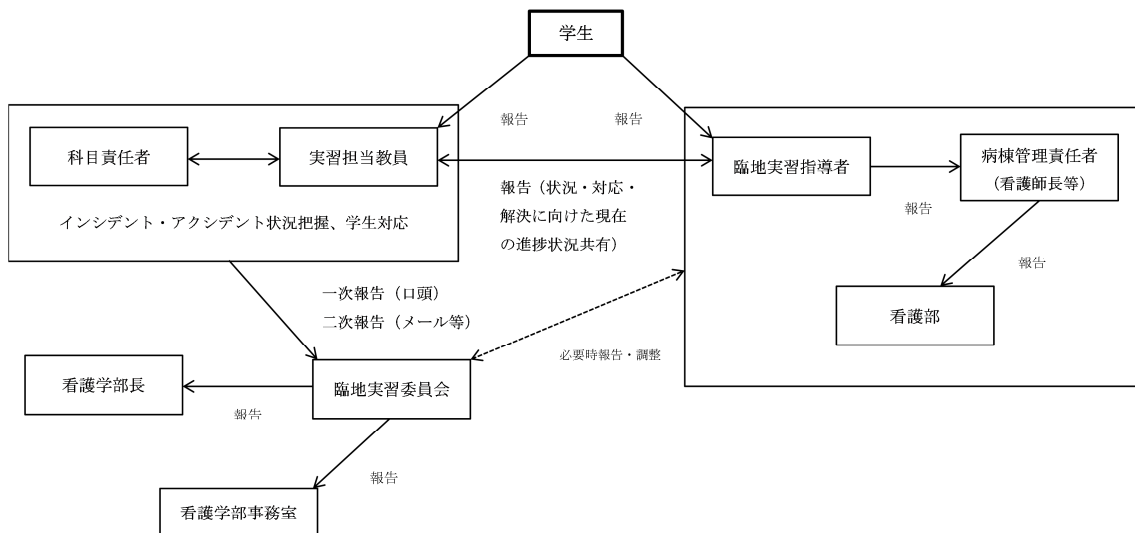 学生
報告
報告
科目責任者
実習担当教員
インシデント・アクシデント状況把握、学生対応
報告（状況・対応・
解決に向けた現在
の進捗状況共有）
臨地実習指導者
報告
病棟管理責任者
（看護師長等）
報告
看護部
一次報告（口頭）
二次報告（メール等）
必要時報告・調整
看護学部長
報告
臨地実習委員会
報告
看護学部事務室